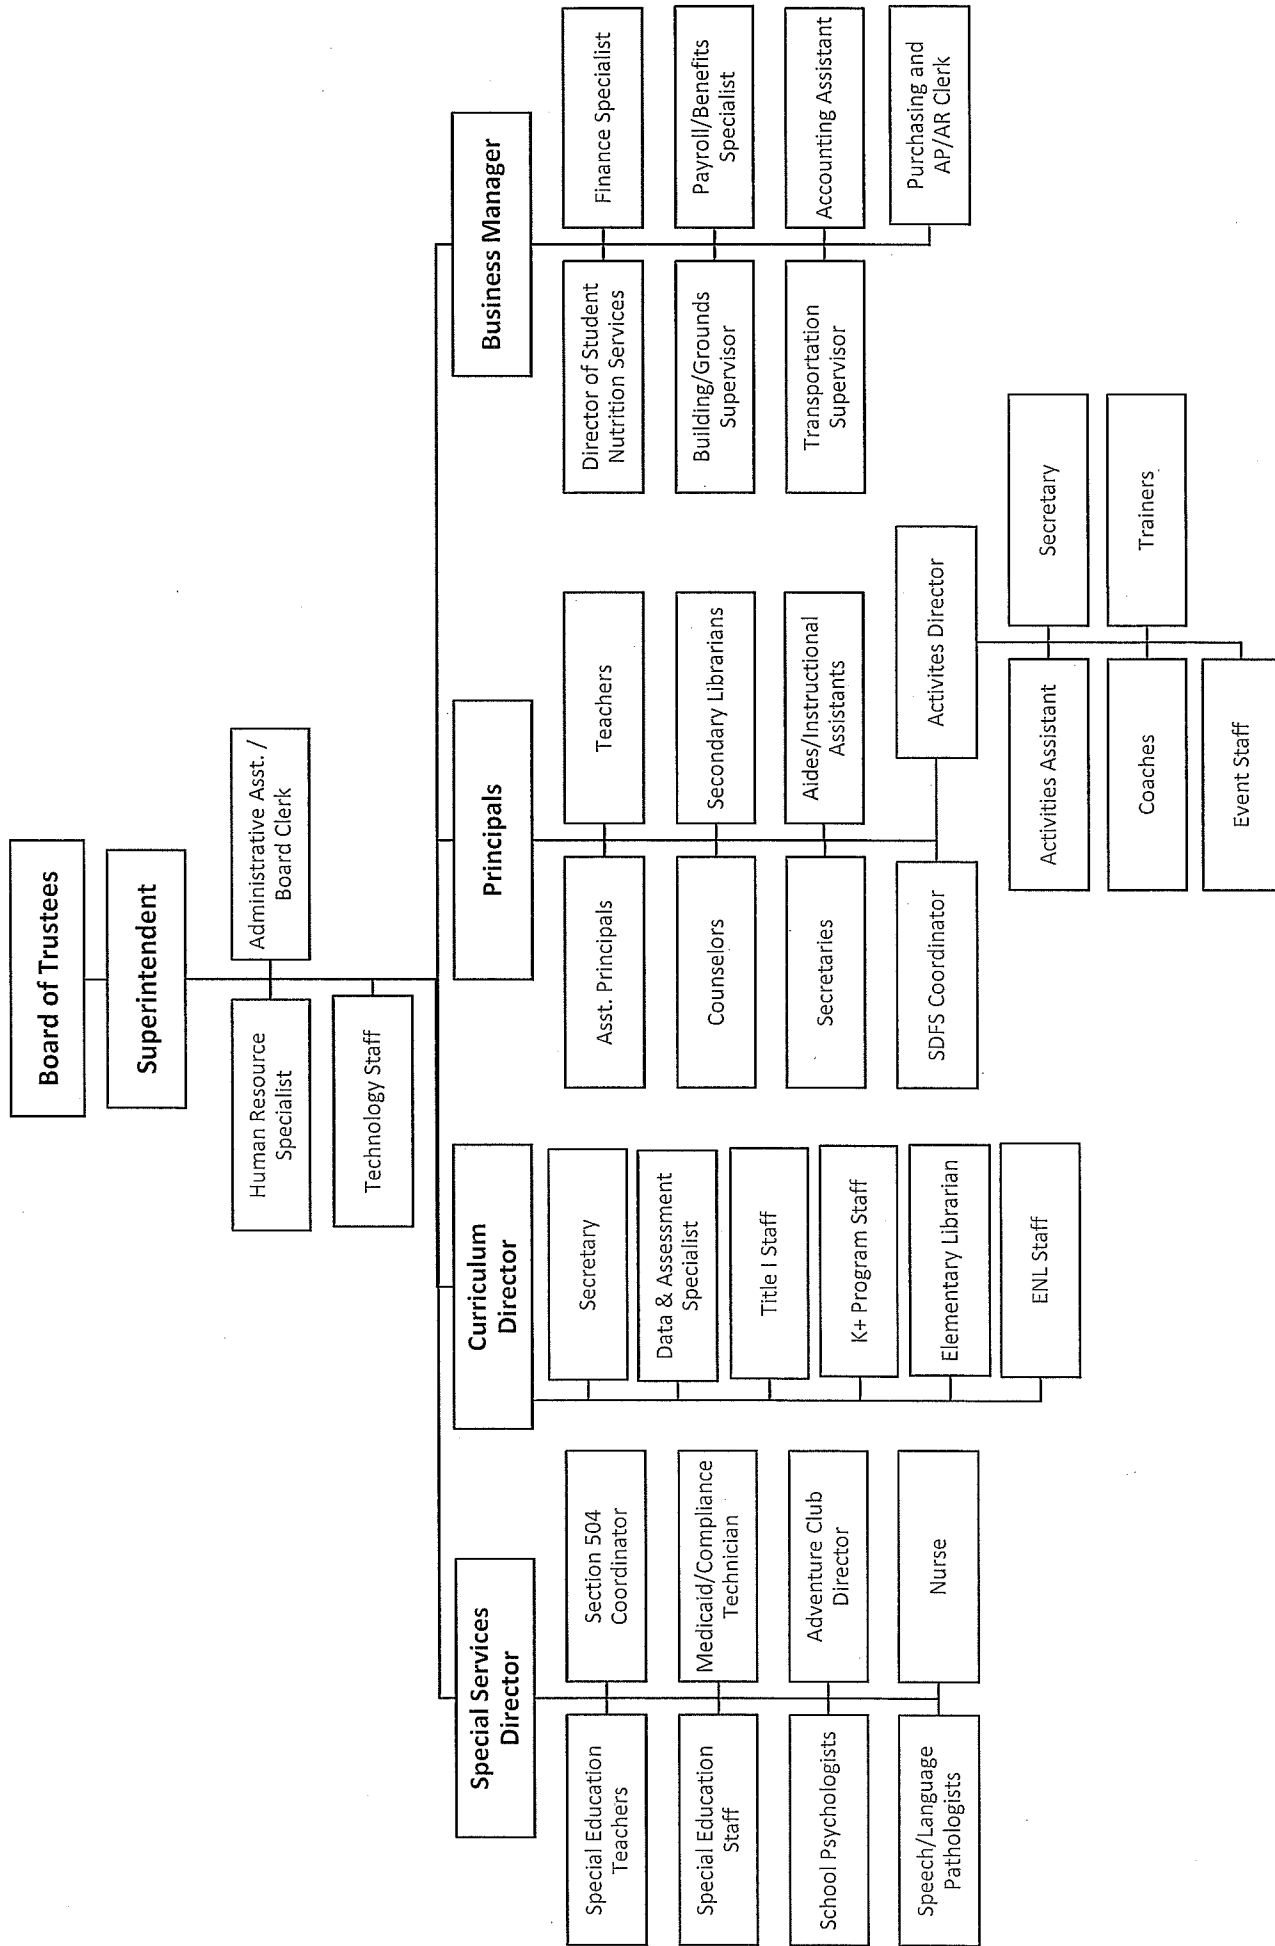 Board of Trustees
Superintendent
Human Resource
Specialist
Administrative Asst. /
Board Clerk
Technology Staff
Special Services
Director
Special Education
Teachers
Section 504
Coordinator
Special Education
Staff
Medicaid/Compliance
Technician
School Psychologists
Adventure Club
Director
Speech/Language
Pathologists
Nurse
Curriculum
Director
Secretary
Data & Assessment
Specialist
Title I Staff
K+ Program Staff
Elementary Librarian
ENL Staff
Principals
Asst. Principals
Teachers
Counselors
Secondary Librarians
Secretaries
Aides/Instructional
Assistants
SDFS Coordinator
Activites Director
Activities Assistant
Secretary
Coaches
Trainers
Event Staff
Business Manager
Director of Student
Nutrition Services
Finance Specialist
Building/Grounds
Supervisor
Payroll/Benefits
Specialist
Transportation
Supervisor
Accounting Assistant
Purchasing and
AP/AR Clerk